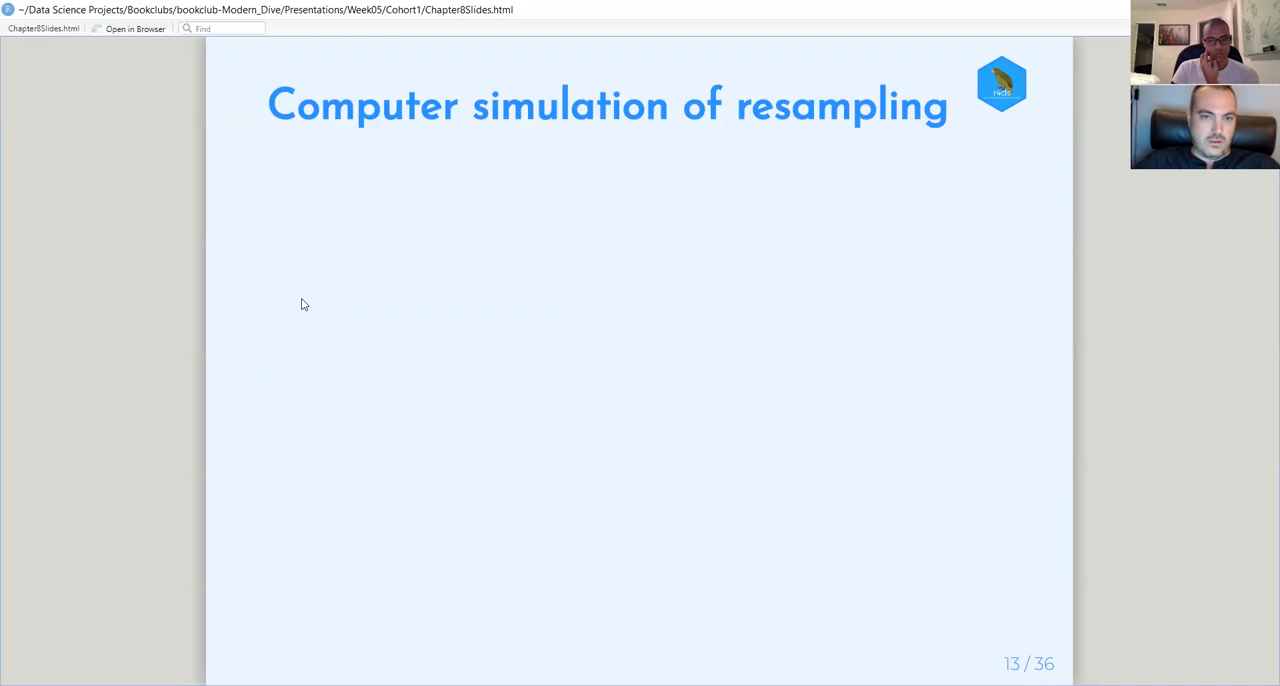 ~/Data Science Projects/Bookclubs/bookclub-Modern_Dive/Presentations/Week05/Cohort1/Chapter8Slides.html
Chapter8Slides.html
Open in Browser
Find
Computer simulation of resampling
r4ds
13 / 36